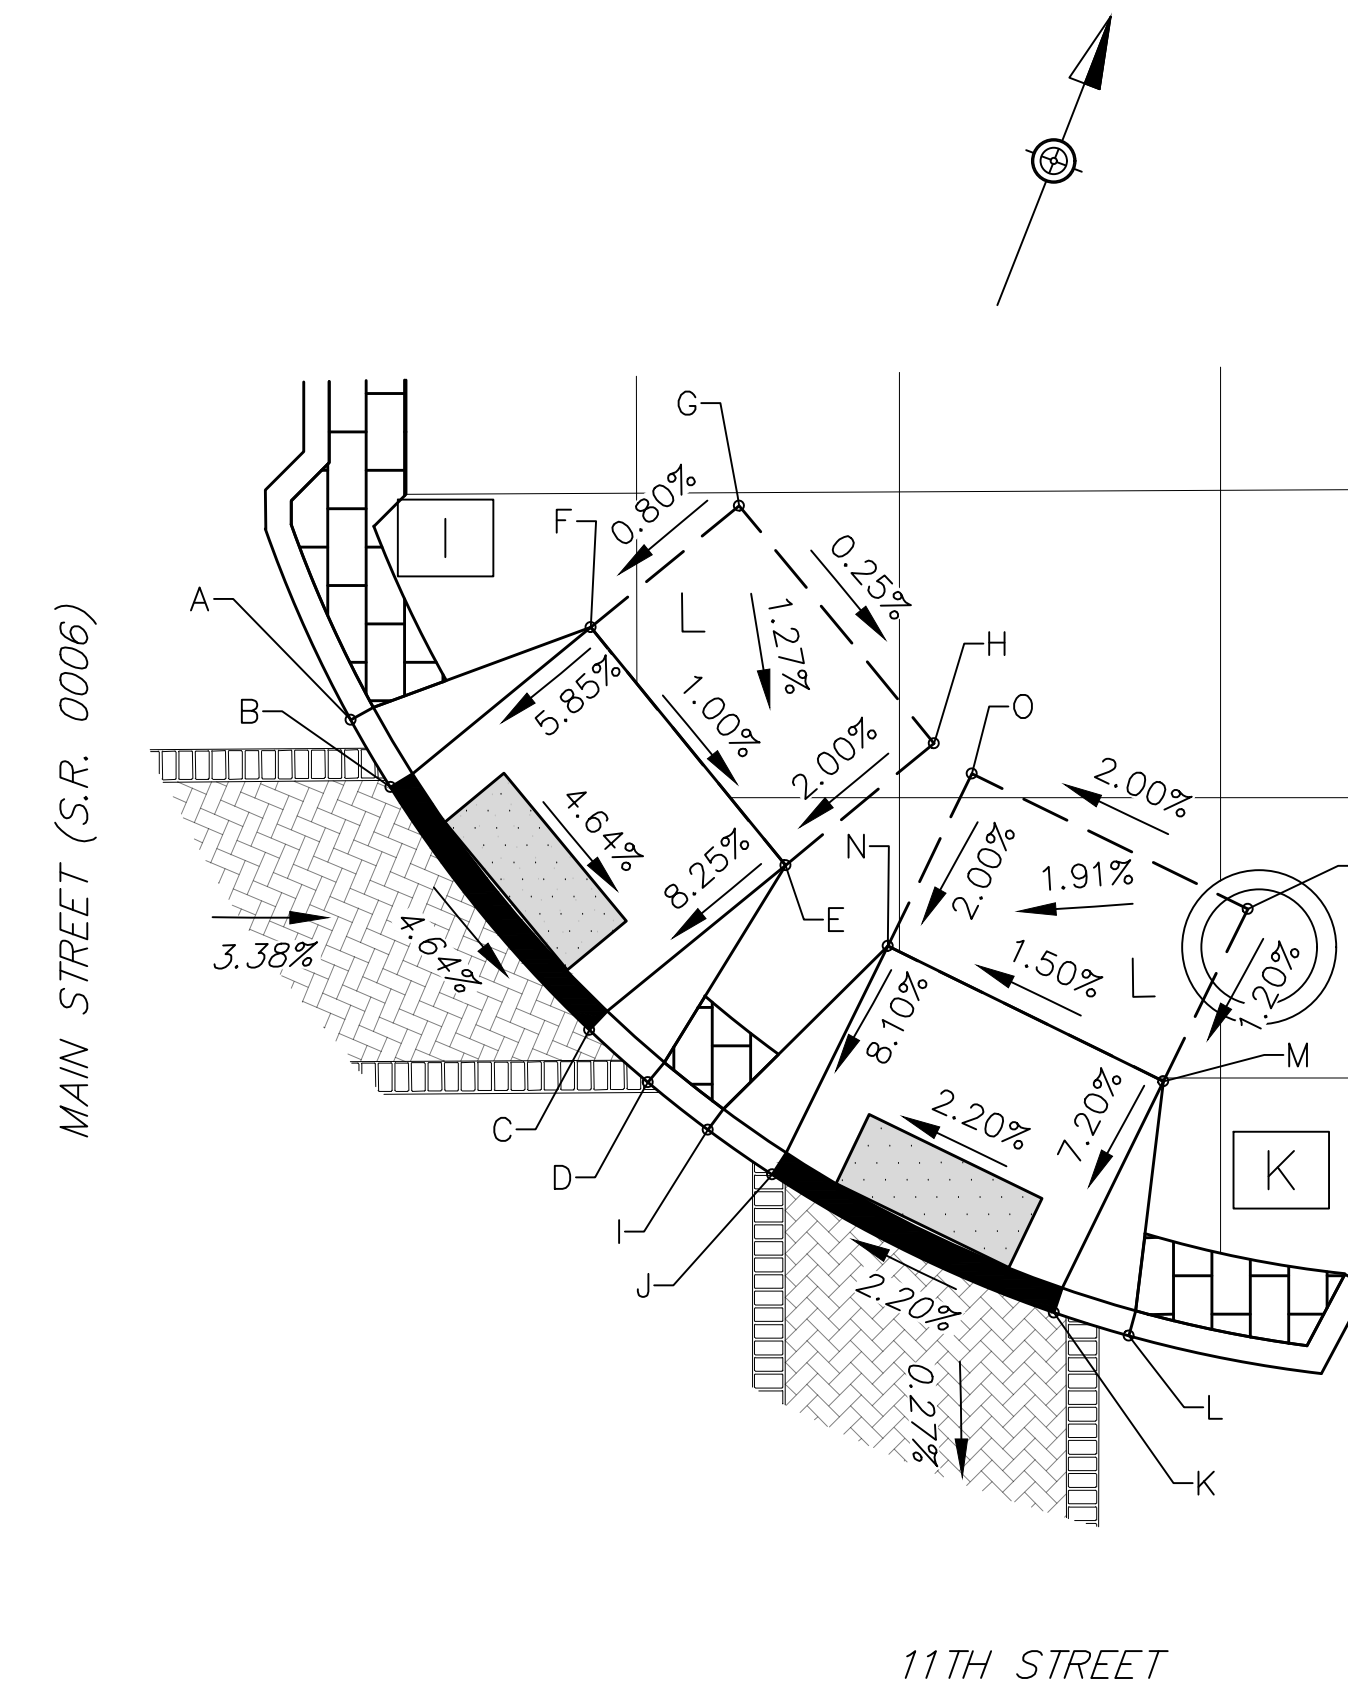 G
0.80%
F
I
0.25%
A
L
1.27%
H
MAIN STREET (S.R. 0006)
B
5.85%
1.00%
O
2.00%
2.00%
4.64%
8.25%
N
2.00%
1.91%
E
4.64%
3.38%
1.50%
L
1.20%
8.10%
M
2.20%
7.20%
K
C
D
I
J
2.20%
0.27%
L
K
11TH STREET